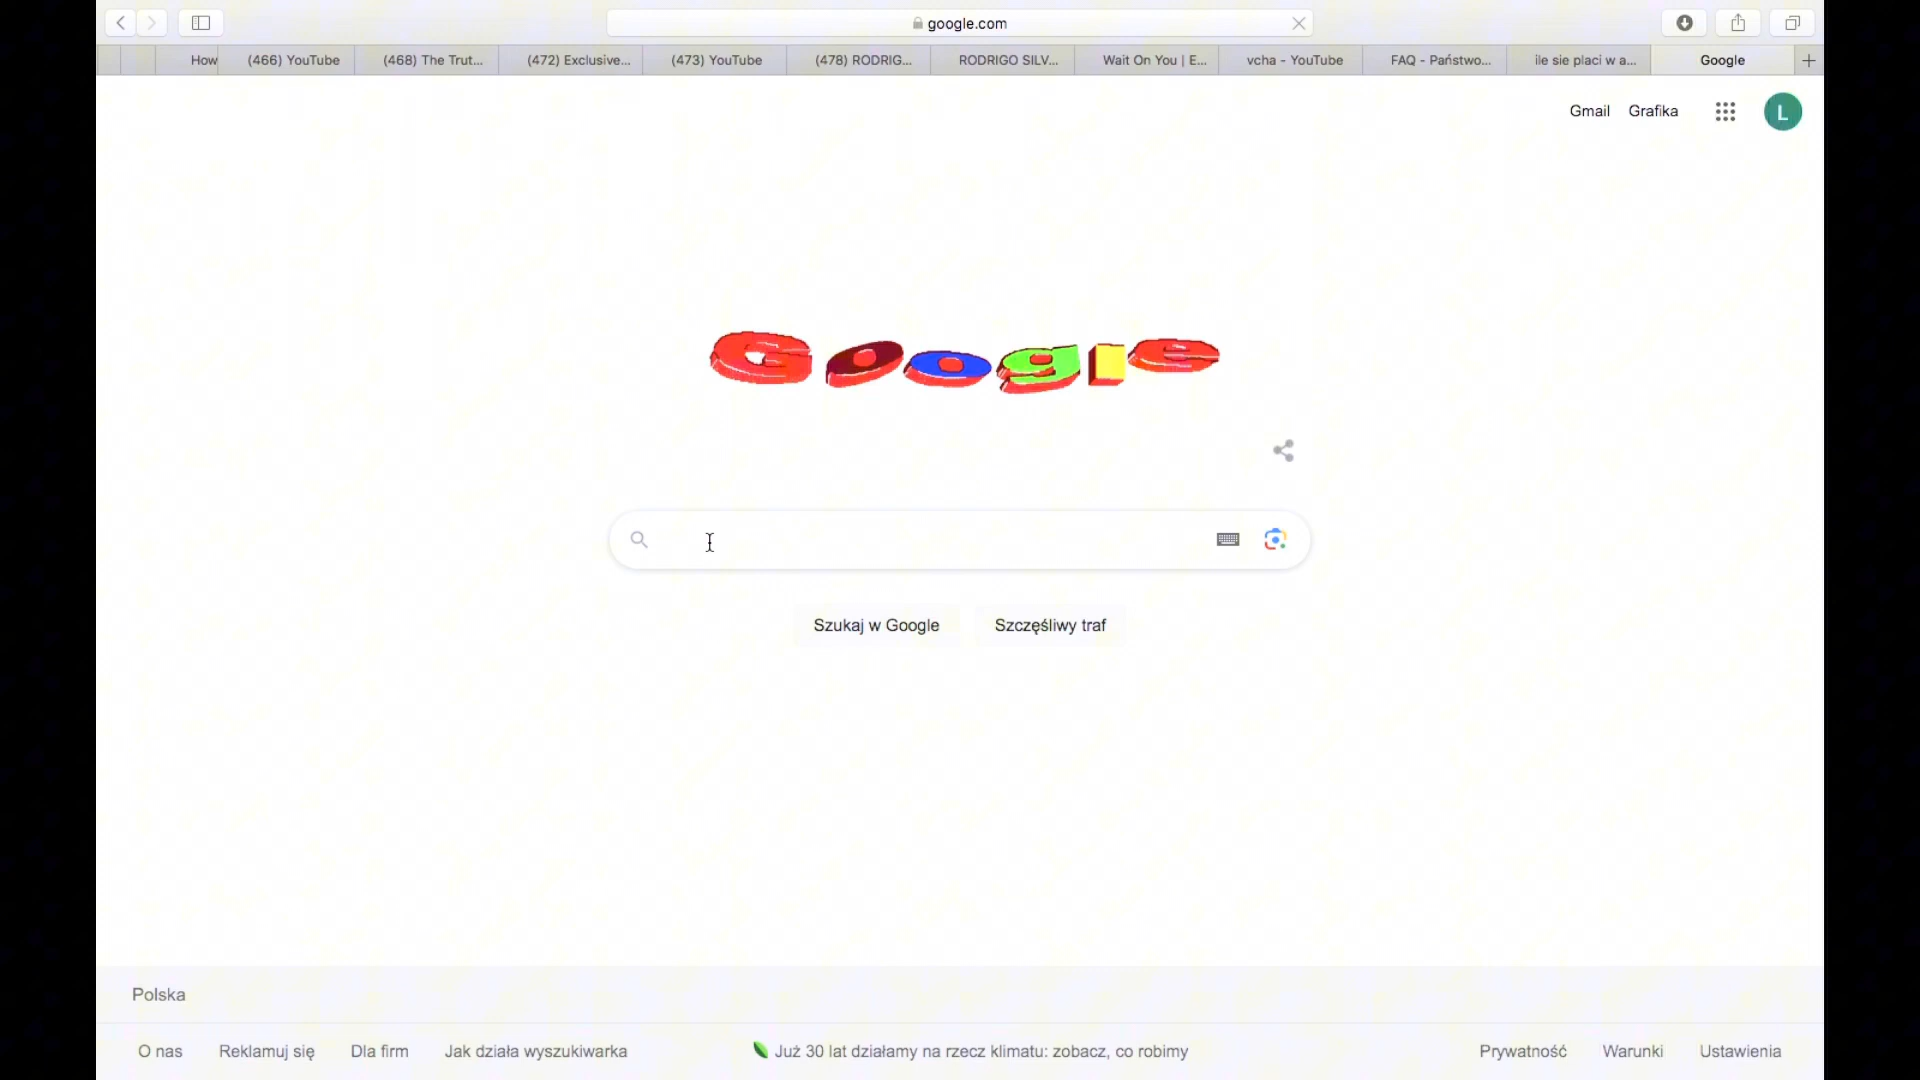 google.com
How
(466) YouTube
(468) The Trut...
(472) Exclusive...
(473) YouTube
(478) RODRIG...
RODRIGO SILV...
Wait On You | E...
vcha - YouTube
FAQ - Państwo...
ile sie placi w a...
Google
Gmail
Grafika
L
Google
Szukaj w Google
Szczęśliwy traf
Polska
O nas
Reklamuj się
Dla firm
Jak działa wyszukiwarka
Już 30 lat działamy na rzecz klimatu: zobacz, co robimy
Prywatność
Warunki
Ustawienia